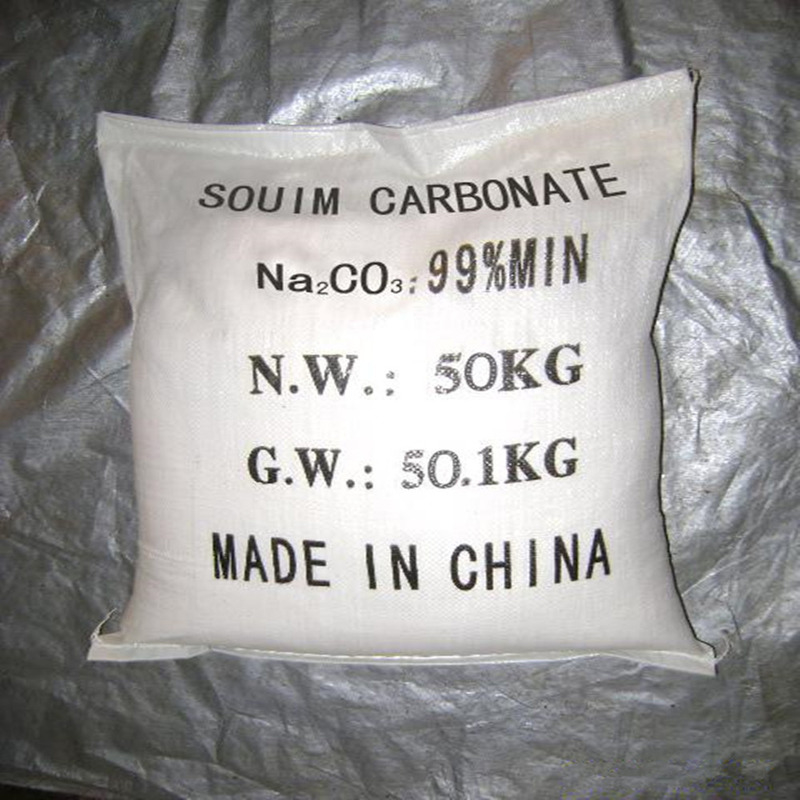 SOUIM CARBONATE
Na₂CO₃:99%MIN
N.W.: 50KG
G.W.: 50.1KG
MADE IN CHINA